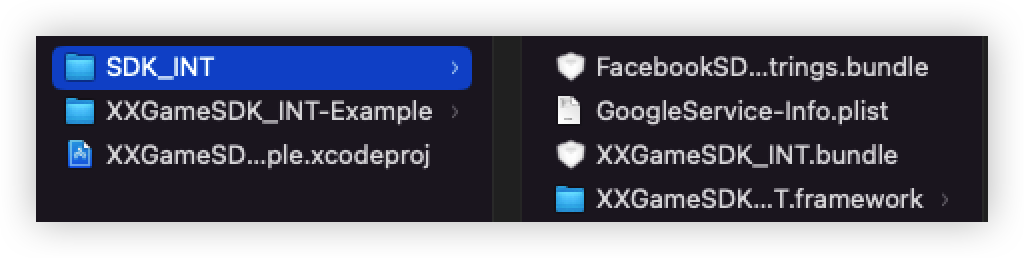 SDK_INT
XXGameSDK_INT-Example
XXGameSD...ple.xcodeproj
FacebookSD...trings.bundle
GoogleService-Info.plist
XXGameSDK_INT.bundle
XXGameSDK...T.framework